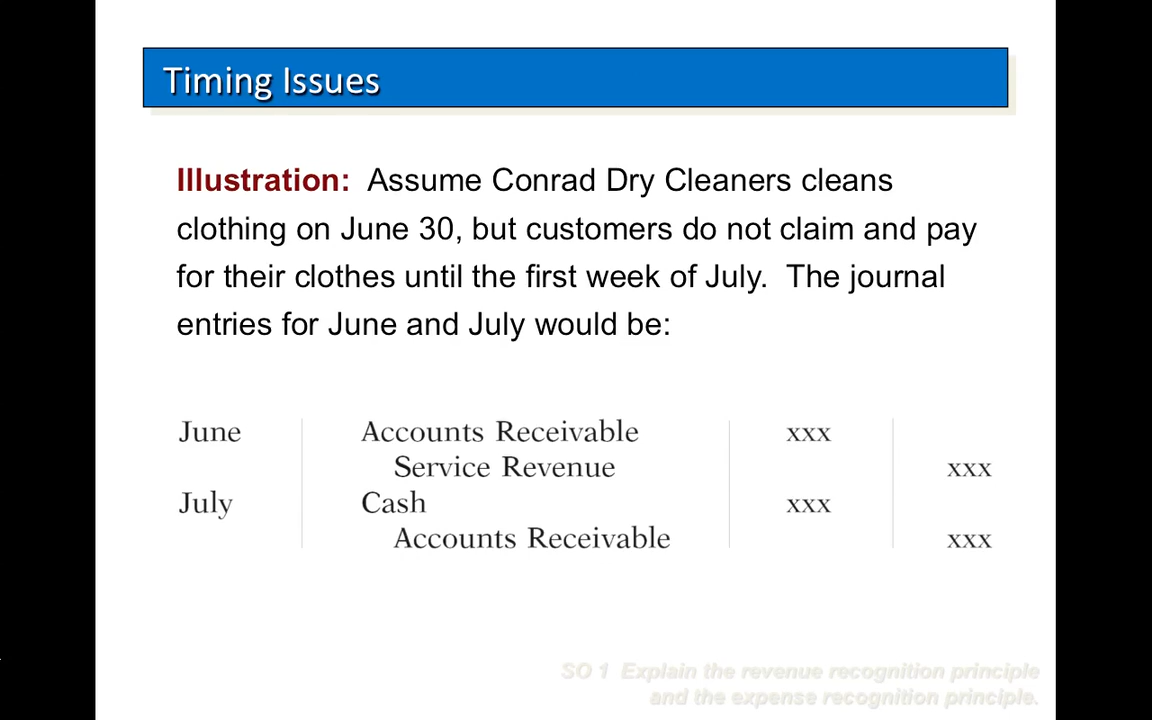 Timing Issues
Illustration: Assume Conrad Dry Cleaners cleans
clothing on June 30, but customers do not claim and pay
for their clothes until the first week of July. The journal
entries for June and July would be:
June Accounts Receivable xxx
Service Revenue xxx
July Cash xxx
Accounts Receivable xxx
SO 1 Explain the revenue recognition principle
and the expense recognition principle.